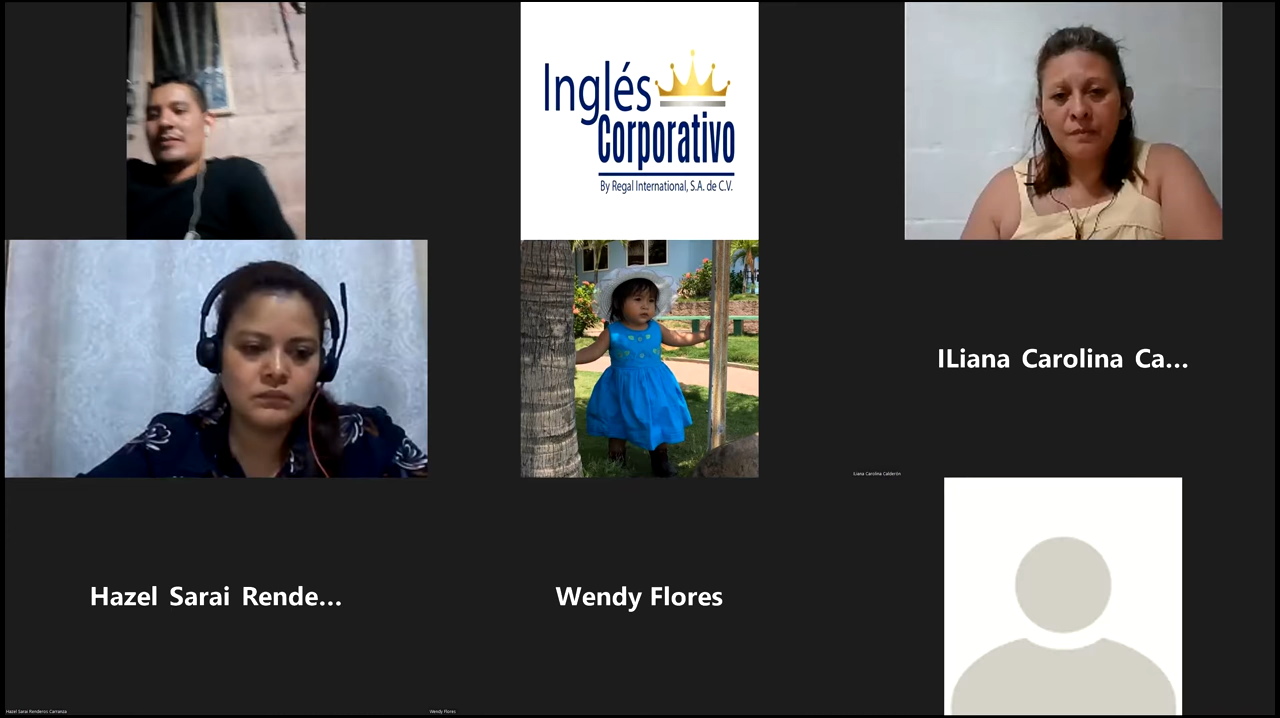 Inglés
Corporativo
By Regal International, S.A. de C.V.
ILiana Carolina Ca...
ILiana Carolina Calderón
Hazel Sarai Rende...
Wendy Flores
Hazel Sarai Renderos Carranza
Wendy Flores